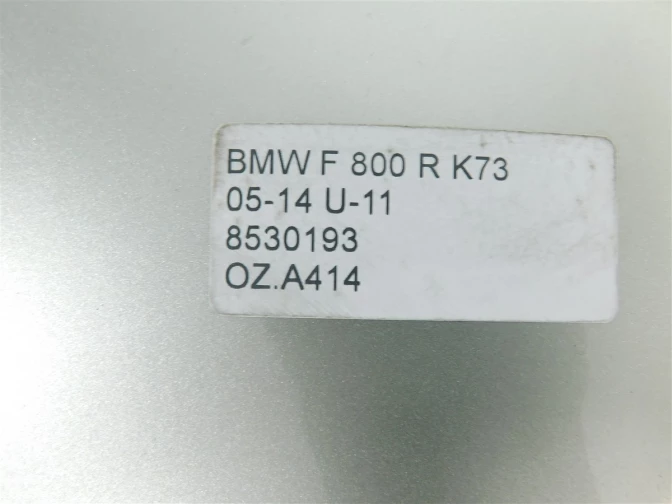 BMW F 800 R K73
05-14 U-11
8530193
OZ.A414